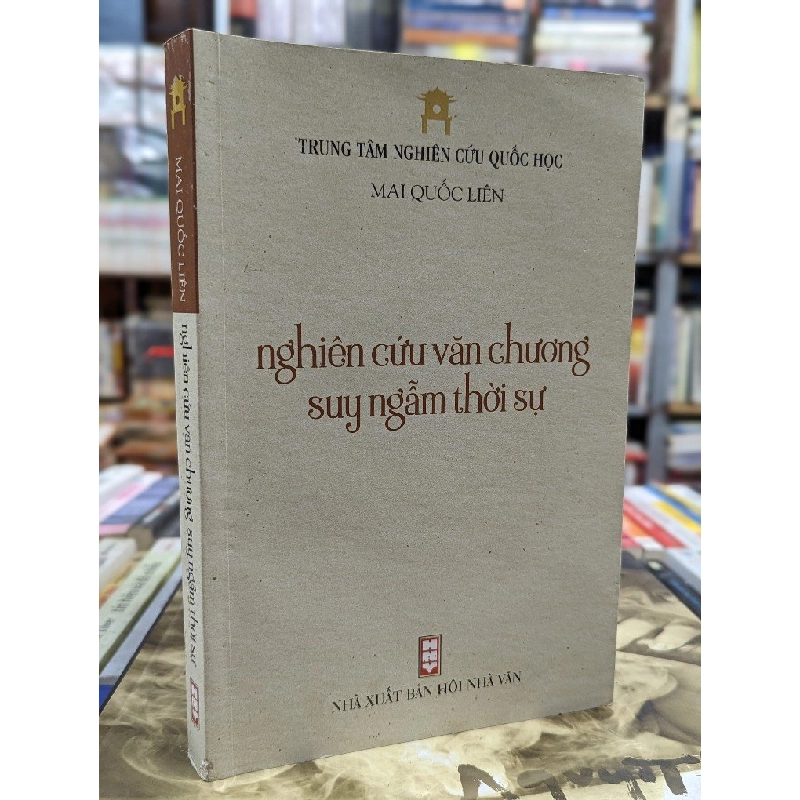 TRUNG TÂM NGHIÊN CỨU QUỐC HỌC
MAI QUỐC LIÊN
nghiên cứu văn chương
suy ngẫm thời sự
NHÀ XUẤT BẢN HỘI NHÀ VĂN
MAI QUỐC LIÊN
nghiên cứu văn chương suy ngẫm thời sự